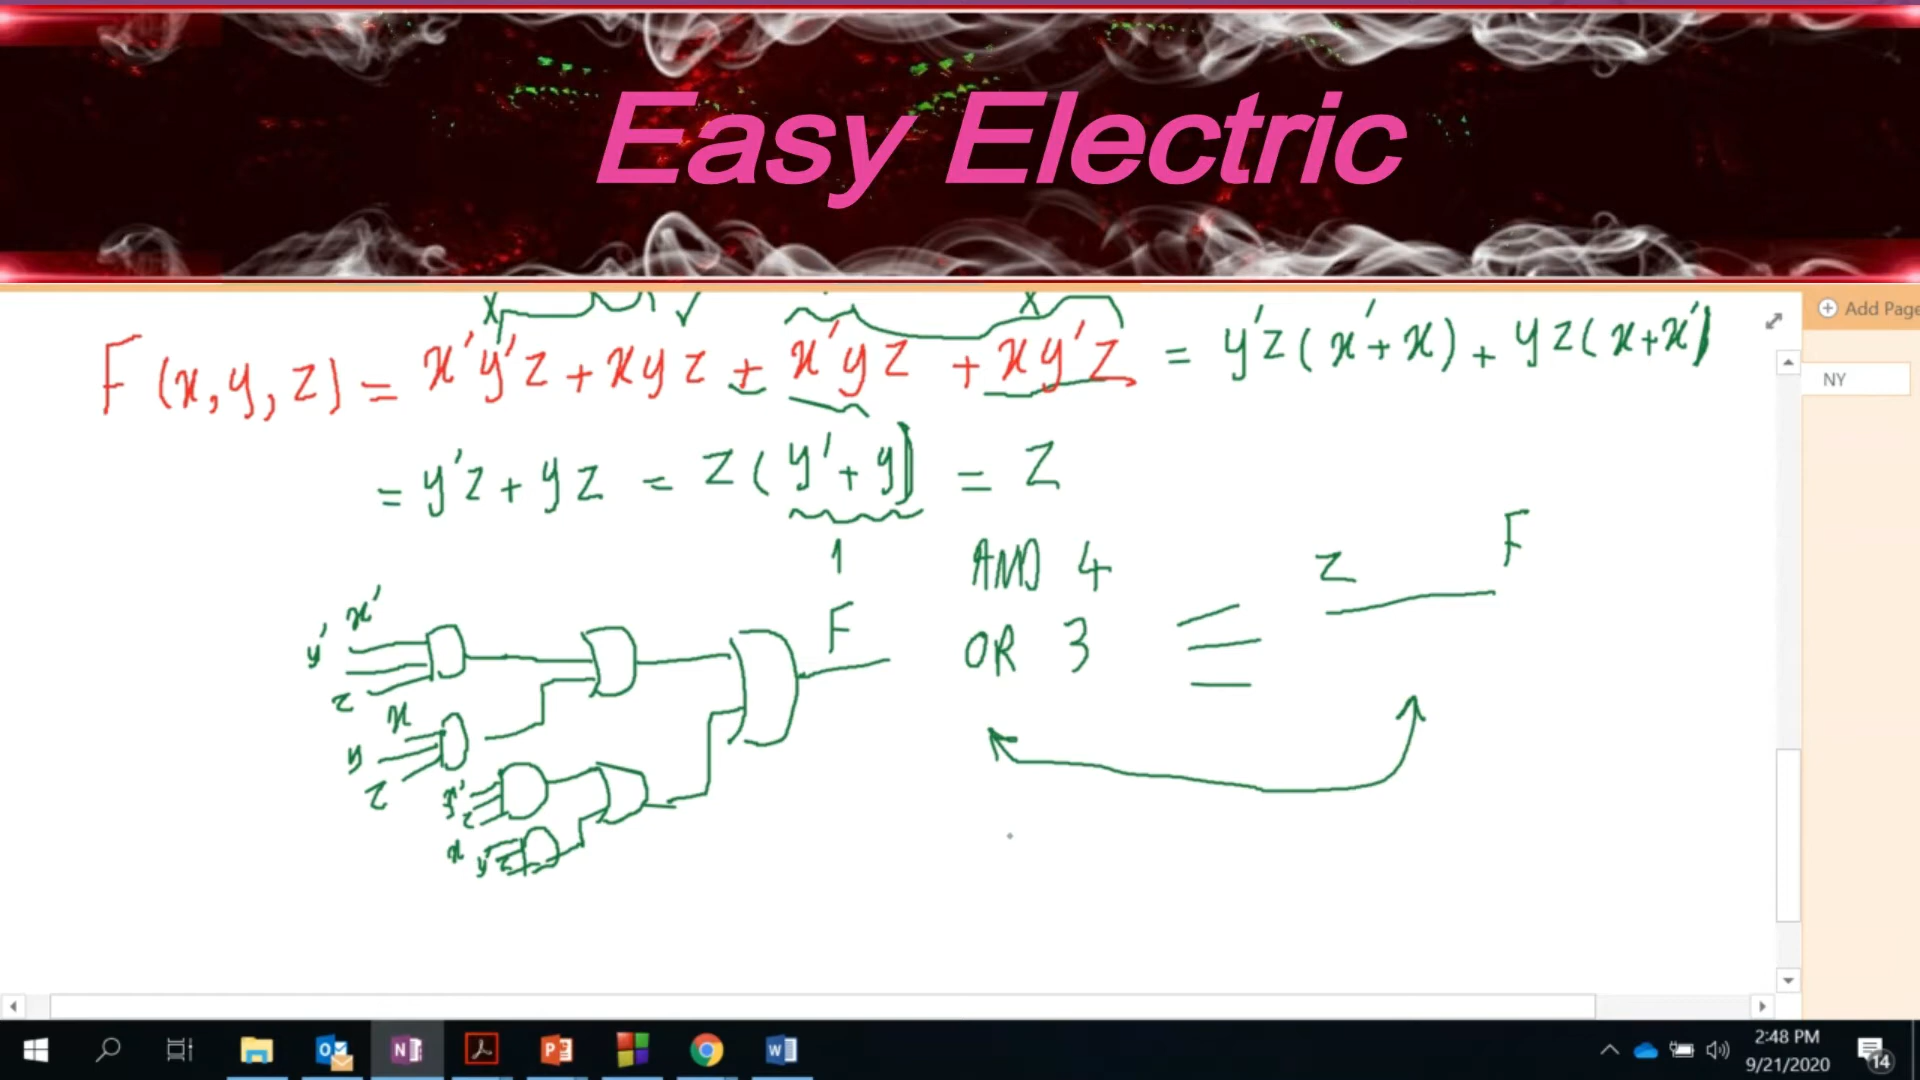 Easy Electric
Add Page
NY
F(x,y,z) = x'y'z + xyz + x'yz + xy'z = y'z(x'+x) + yz(x+x')
= y'z + yz = z(y'+y) = z
1
AND 4
OR 3
z F
F
x'
y'
z
x
y
z
z
x y' z
2:48 PM
9/21/2020
14